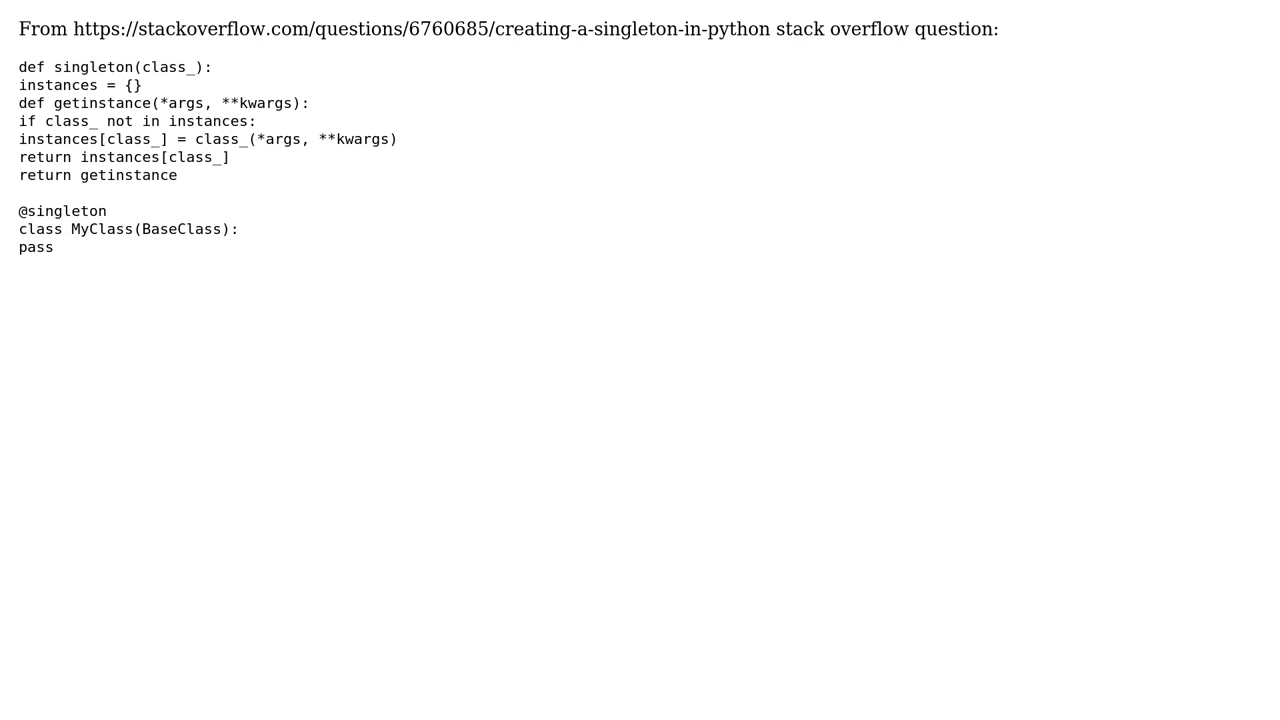 From https://stackoverflow.com/questions/6760685/creating-a-singleton-in-python stack overflow question:
def singleton(class_):
instances = {}
def getinstance(*args, **kwargs):
if class_ not in instances:
instances[class_] = class_(*args, **kwargs)
return instances[class_]
return getinstance

@singleton
class MyClass(BaseClass):
pass